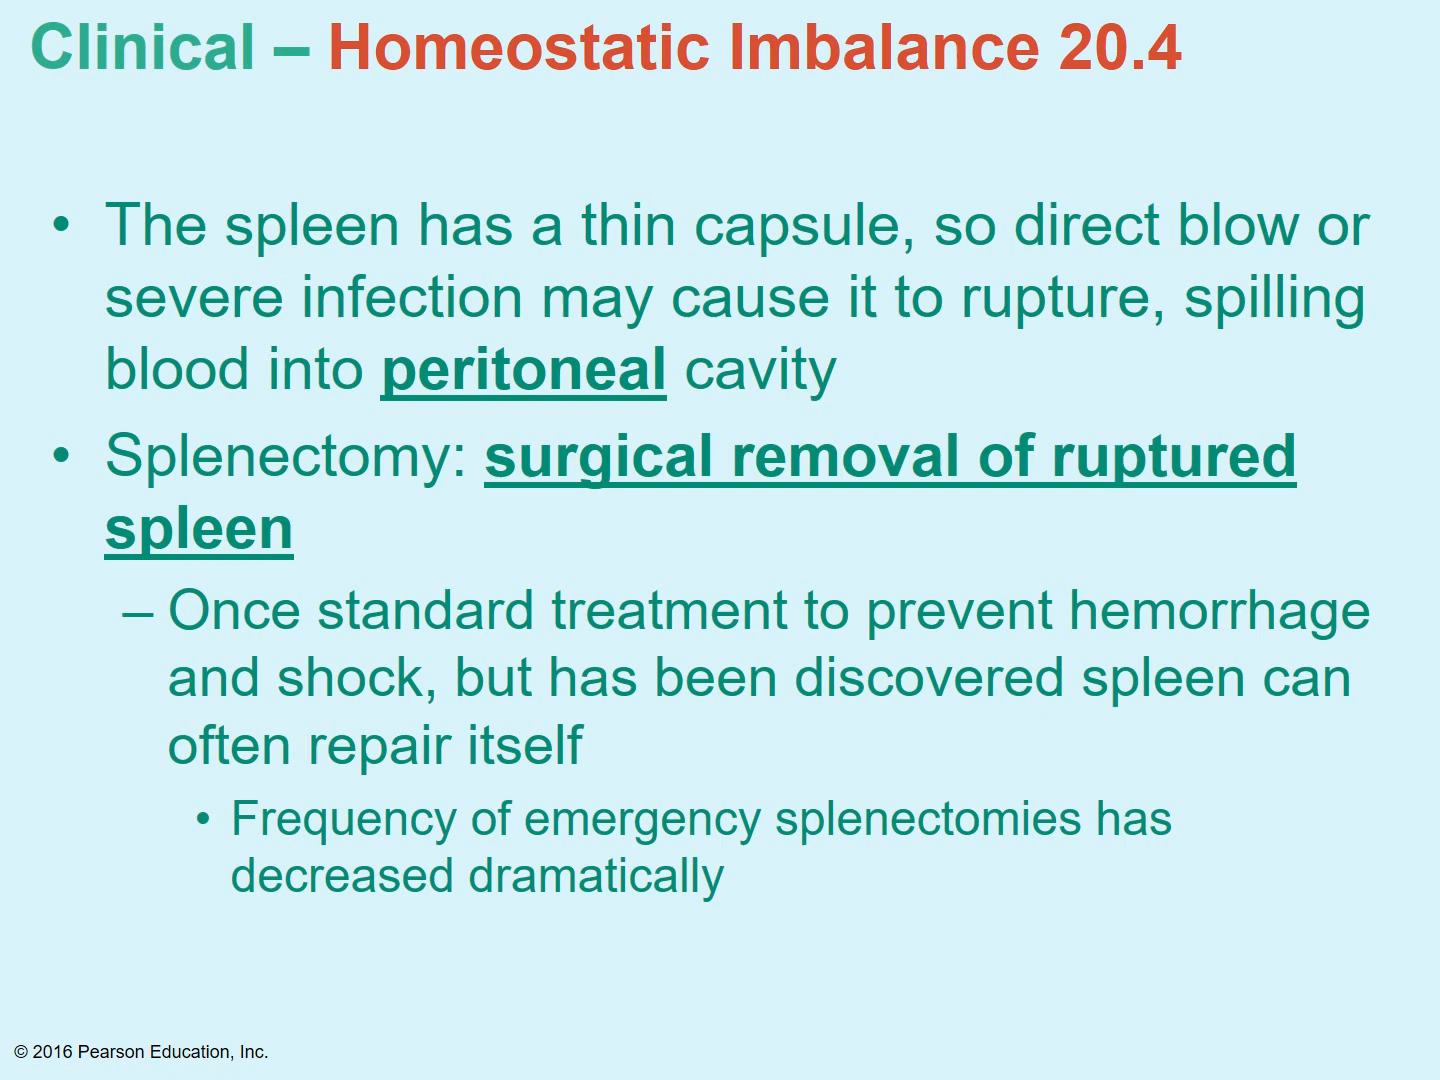 Clinical – Homeostatic Imbalance 20.4
• The spleen has a thin capsule, so direct blow or
severe infection may cause it to rupture, spilling
blood into peritoneal cavity
• Splenectomy: surgical removal of ruptured
spleen
– Once standard treatment to prevent hemorrhage
and shock, but has been discovered spleen can
often repair itself
• Frequency of emergency splenectomies has
decreased dramatically
© 2016 Pearson Education, Inc.